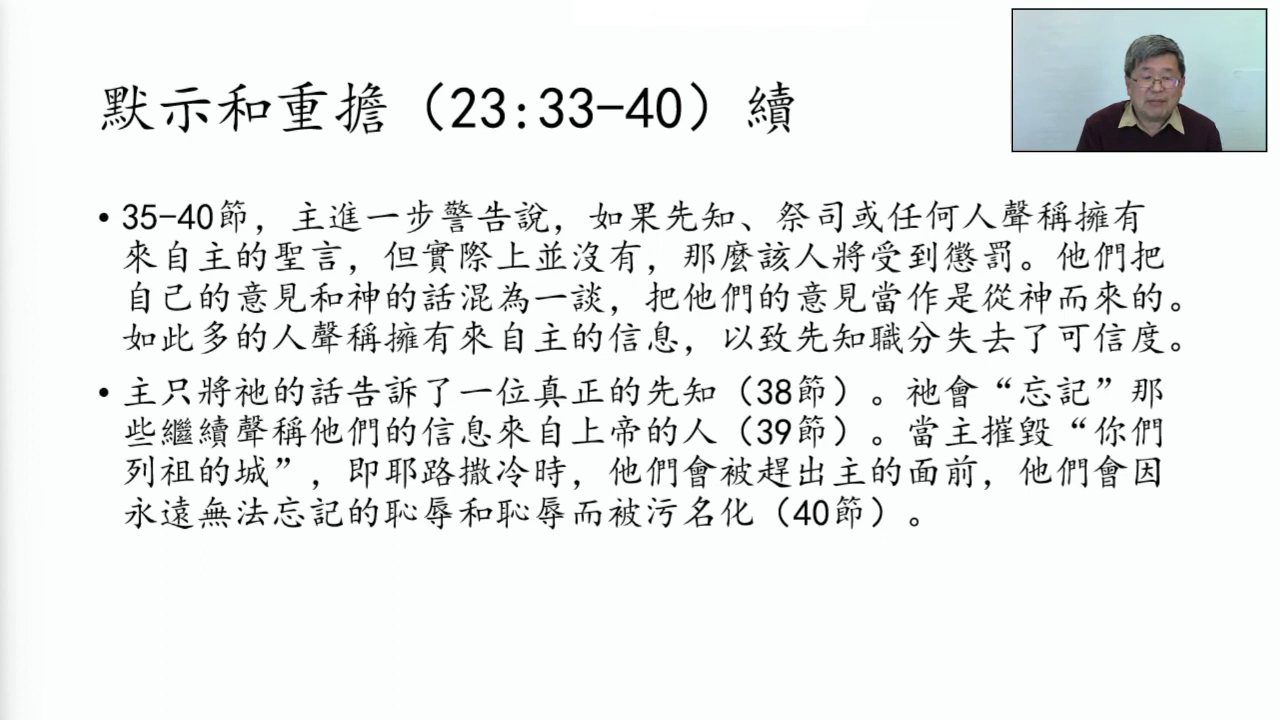 默示和重擔（23:33-40）續
• 35-40節，主進一步警告說，如果先知、祭司或任何人聲稱擁有
來自主的聖言，但實際上並沒有，那麼該人將受到懲罰。他們把
自己的意見和神的話混為一談，把他們的意見當作是從神而來的。
如此多的人聲稱擁有來自主的信息，以致先知職分失去了可信度。
• 主只將祂的話告訴了一位真正的先知（38節）。祂會“忘記”那
些繼續聲稱他們的信息來自上帝的人（39節）。當主摧毀“你們
列祖的城”，即耶路撒冷時，他們會被趕出主的面前，他們會因
永遠無法忘記的恥辱和恥辱而被污名化（40節）。